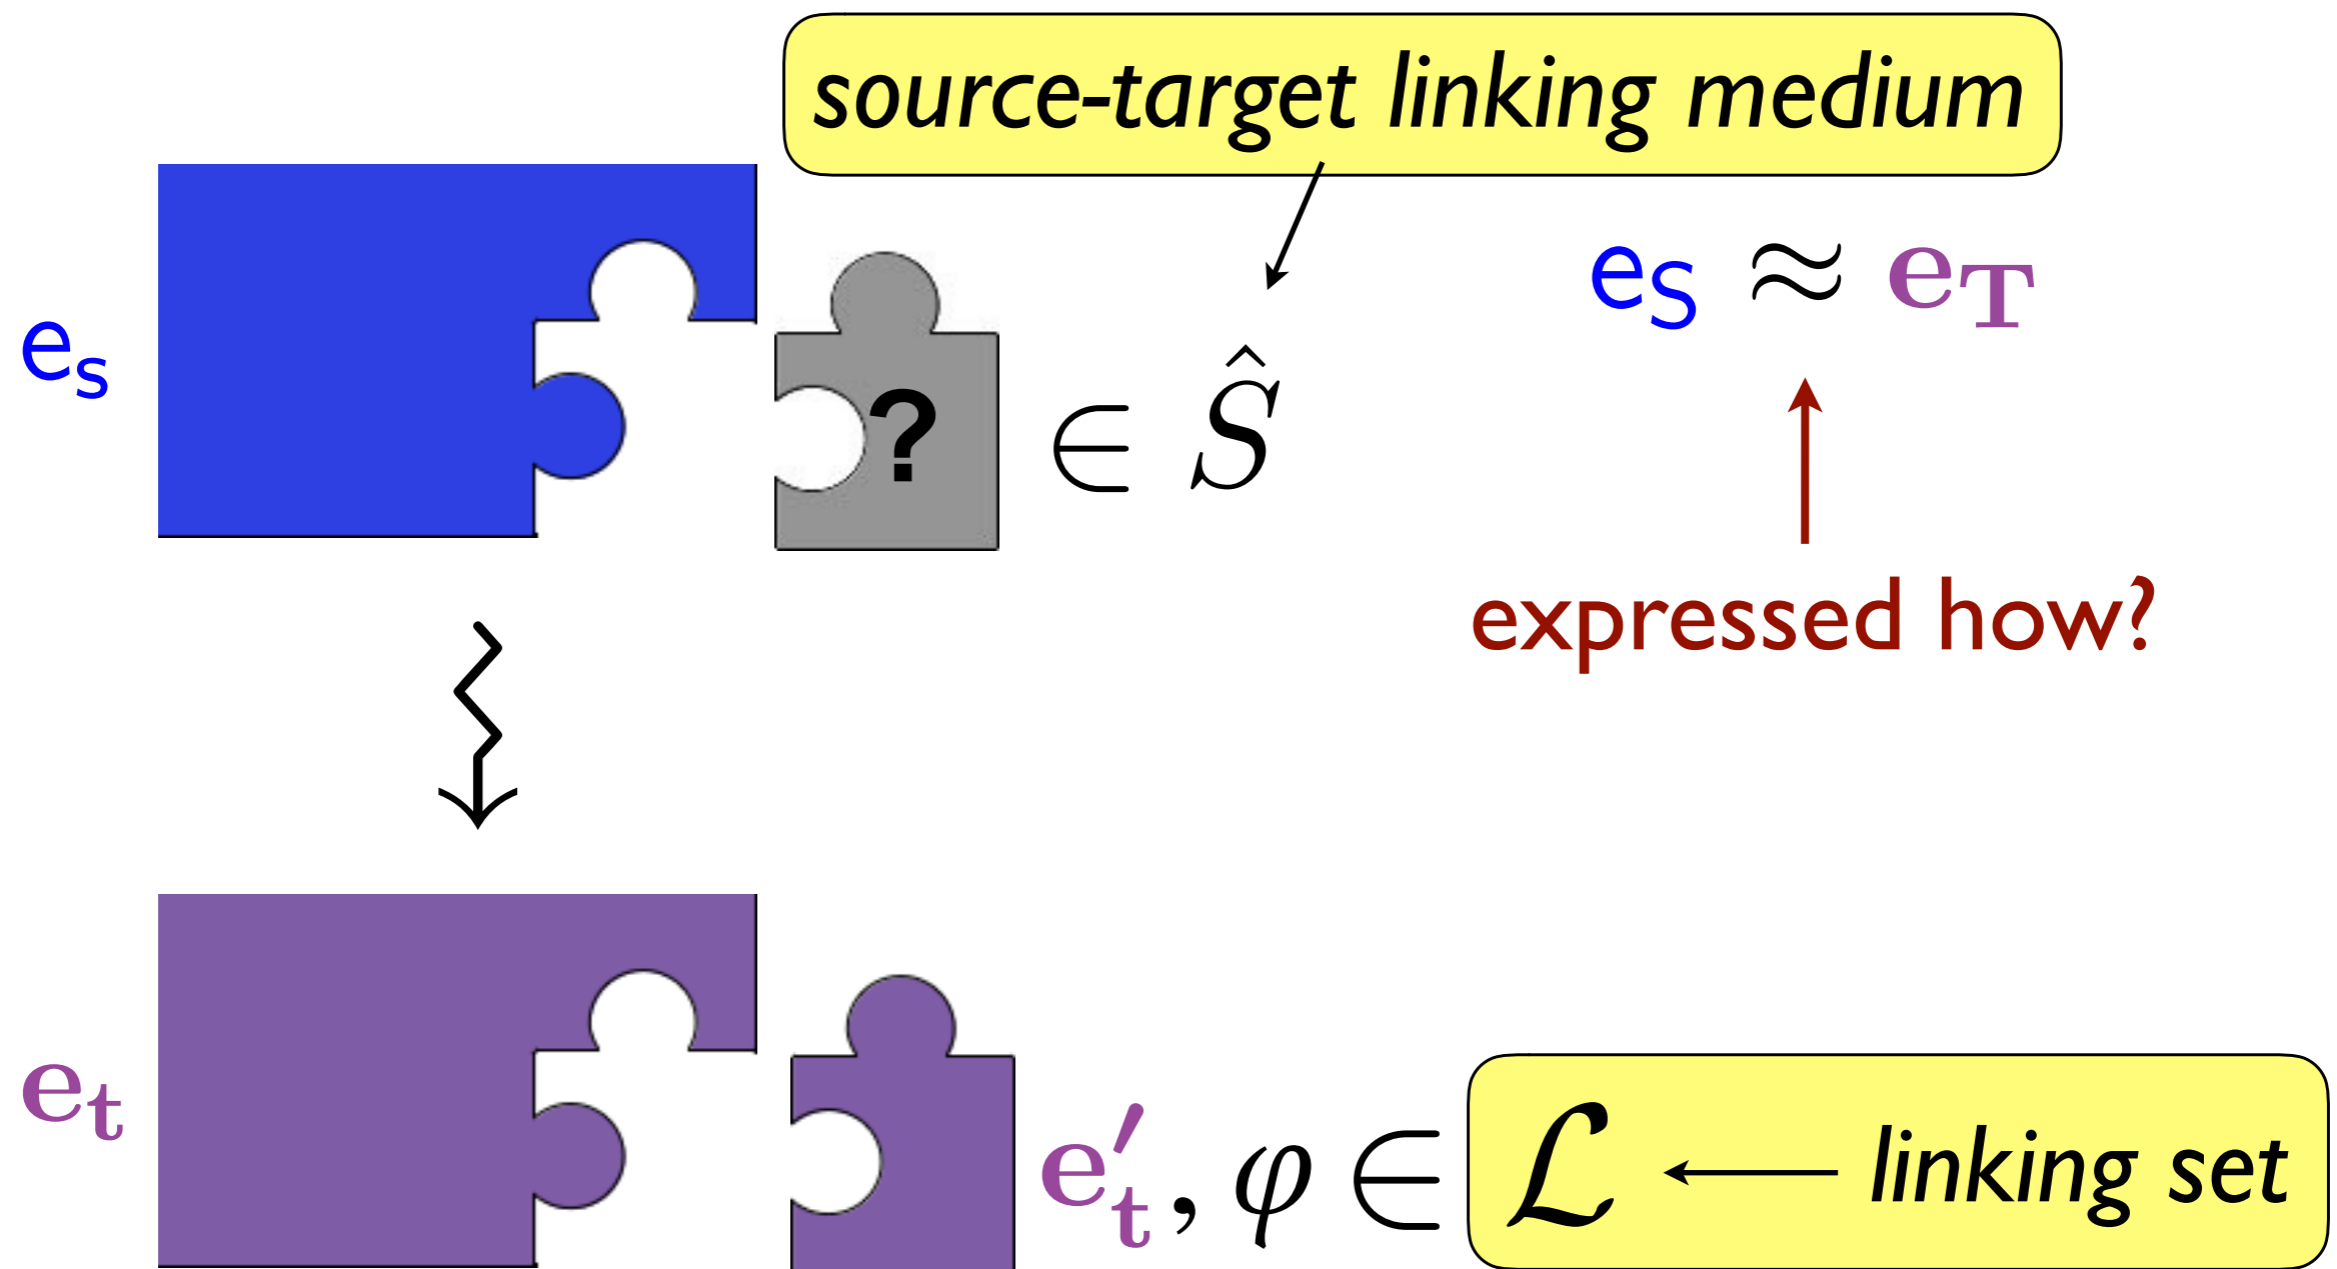 source-target linking medium
e_S ≈ e_T
e_s
? ∈ Ŝ
expressed how?
e_t
e′_t, φ ∈ ℒ ← linking set